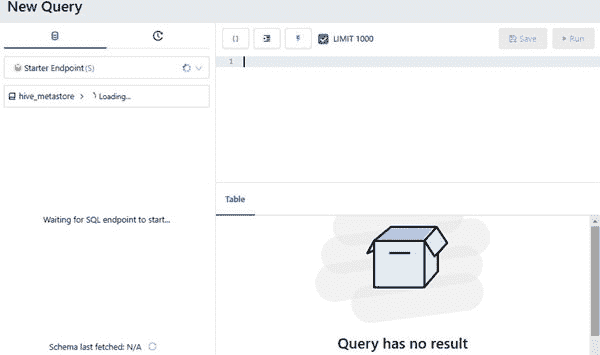 New Query
{} LIMIT 1000 Save Run
Starter Endpoint(S)
1
hive_metastore > Loading...
Waiting for SQL endpoint to start...
Table
Query has no result
Schema last fetched: N/A